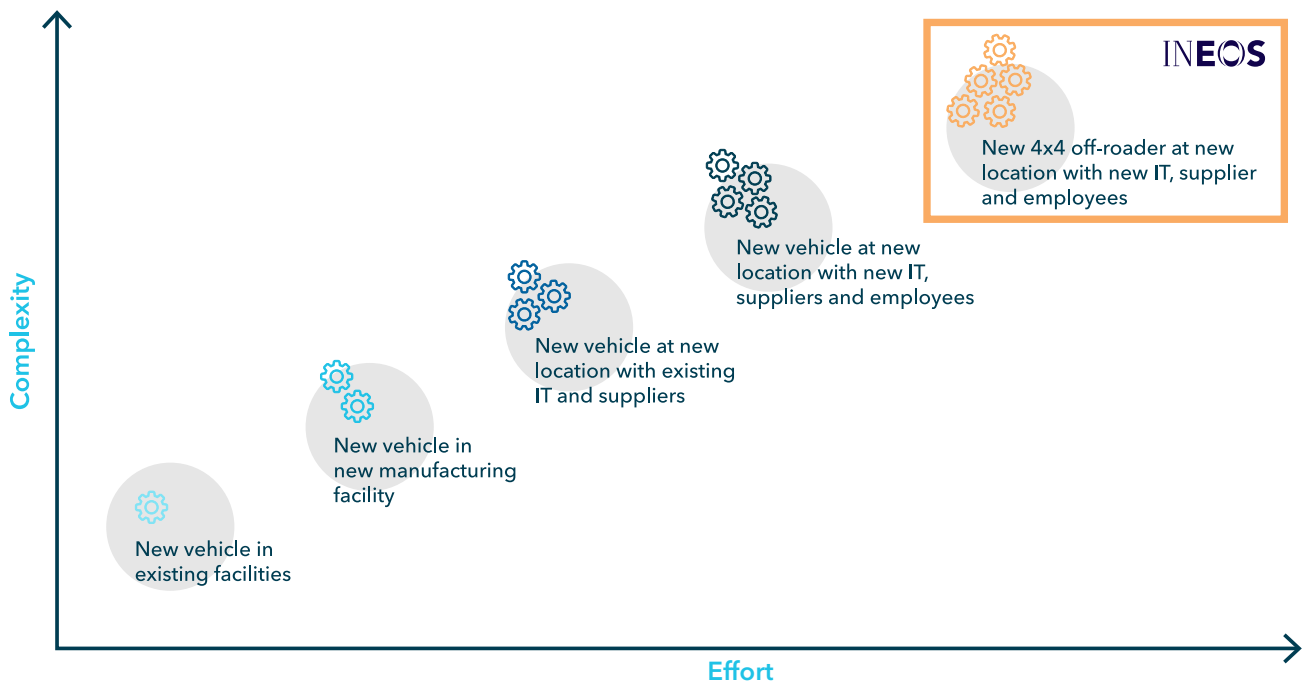 INEOS
New 4x4 off-roader at new
location with new IT, supplier
and employees
New vehicle at new
location with new IT,
suppliers and employees
New vehicle at new
location with existing
IT and suppliers
New vehicle in
new manufacturing
facility
New vehicle in
existing facilities
Complexity
Effort